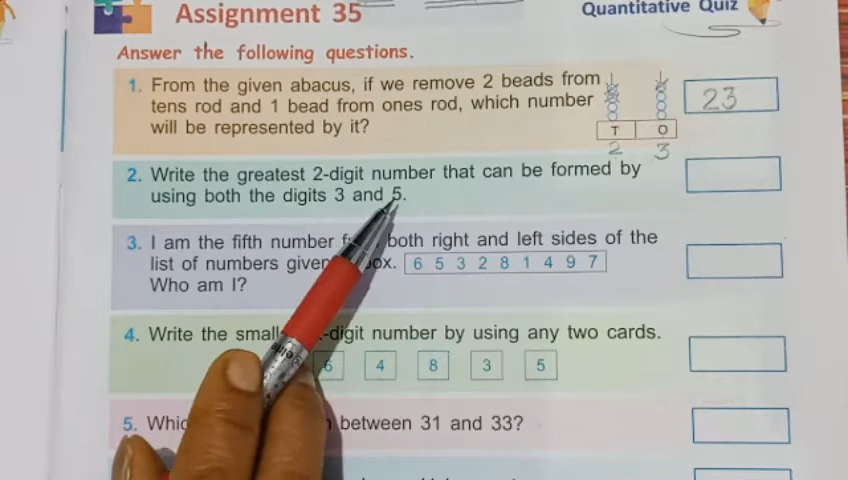 Assignment 35
Quantitative Quiz
Answer the following questions.
1. From the given abacus, if we remove 2 beads from
tens rod and 1 bead from ones rod, which number
will be represented by it?
T O
2 3
23
2. Write the greatest 2-digit number that can be formed by
using both the digits 3 and 5.
3. I am the fifth number both right and left sides of the
list of numbers given box. 6 5 3 2 8 1 4 9 7
Who am I?
4. Write the small -digit number by using any two cards.
6 4 8 3 5
5. between 31 and 33?